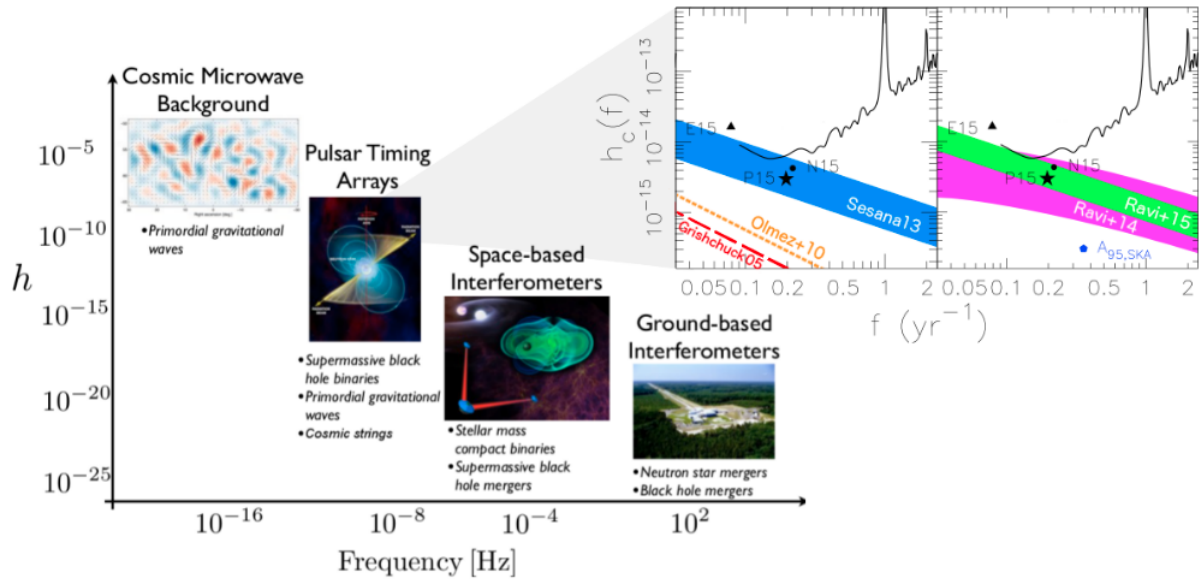 Cosmic Microwave
Background
• Primordial gravitational
waves
Pulsar Timing
Arrays
• Supermassive black
hole binaries
• Primordial gravitational
waves
• Cosmic strings
Space-based
Interferometers
• Stellar mass
compact binaries
• Supermassive black
hole mergers
Ground-based
Interferometers
• Neutron star mergers
• Black hole mergers
h
10⁻⁵
10⁻¹⁰
10⁻¹⁵
10⁻²⁰
10⁻²⁵
10⁻¹⁶
10⁻⁸
10⁻⁴
10²
Frequency [Hz]
h_c(f)
10⁻¹³
10⁻¹⁴
10⁻¹⁵
E15
N15
P15
Sesana13
Olmez+10
Grishchuck05
0.05 0.1 0.2 0.5 1 2
E15
N15
P15
Ravi+15
Ravi+14
A₉₅,SKA
0.05 0.1 0.2 0.5 1 2
f (yr⁻¹)